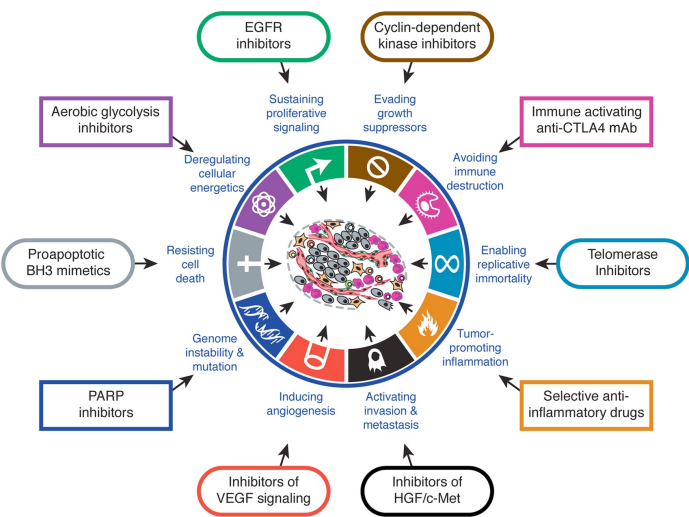 EGFR
inhibitors
Cyclin-dependent
kinase inhibitors
Sustaining
proliferative
signaling
Evading
growth
suppressors
Aerobic glycolysis
inhibitors
Immune activating
anti-CTLA4 mAb
Deregulating
cellular
energetics
Avoiding
immune
destruction
Proapoptotic
BH3 mimetics
Resisting
cell
death
Enabling
replicative
immortality
Telomerase
Inhibitors
Genome
instability &
mutation
Tumor-
promoting
inflammation
PARP
inhibitors
Inducing
angiogenesis
Activating
invasion &
metastasis
Selective anti-
inflammatory drugs
Inhibitors of
VEGF signaling
Inhibitors of
HGF/c-Met